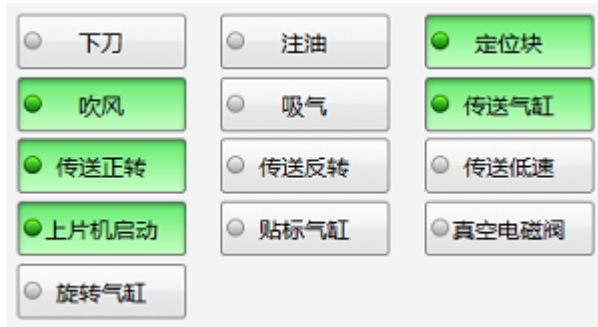 下刀 注油 定位块
吹风 吸气 传送气缸
传送正转 传送反转 传送低速
上片机启动 贴标气缸 真空电磁阀
旋转气缸